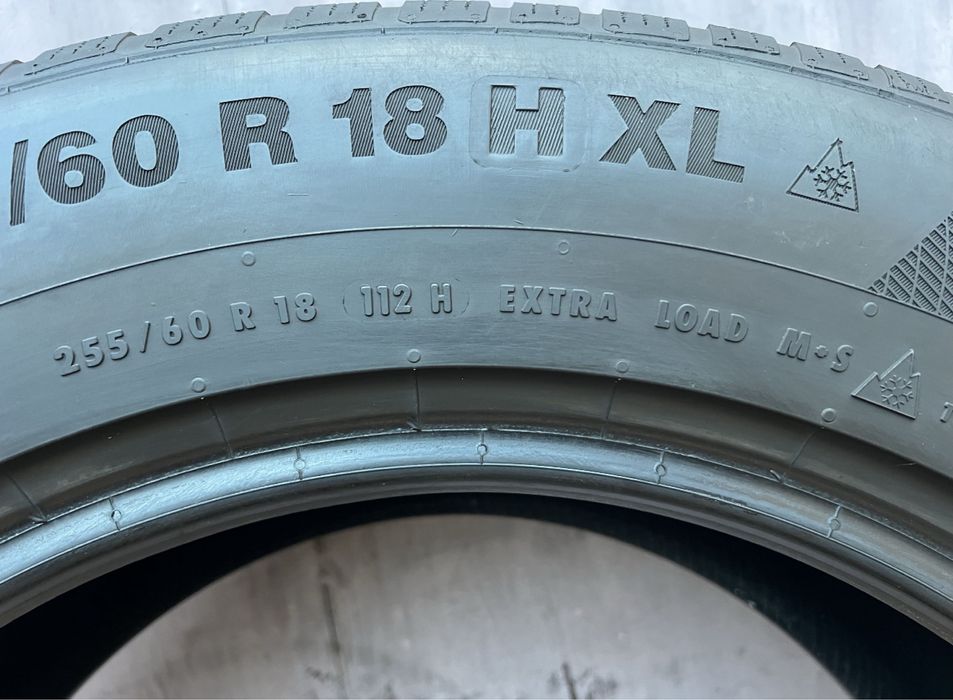 /60 R 18 H XL
255/60 R 18 112 H EXTRA LOAD M+S